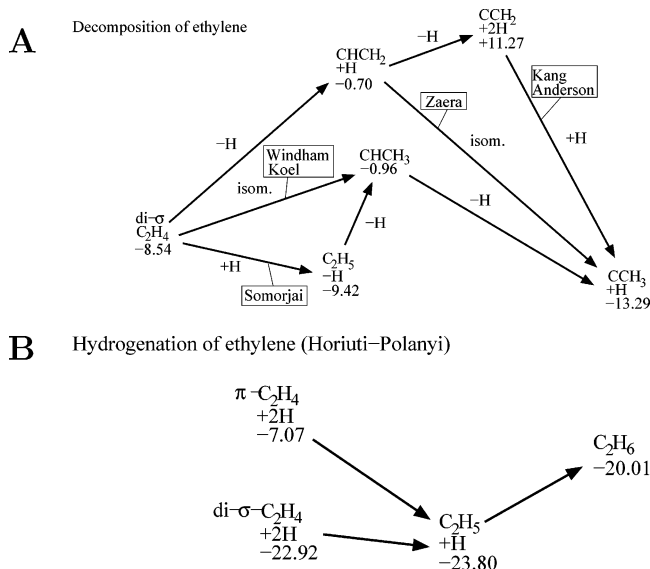 A
Decomposition of ethylene
CCH2
+2H
+11.27
−H
CHCH2
+H
−0.70
Kang
Anderson
Zaera
+H
−H
isom.
Windham
Koel
CHCH3
−0.96
isom.
−H
di−σ
C2H4
−8.54
−H
C2H5
−H
−9.42
+H
Somorjai
CCH3
+H
−13.29
B
Hydrogenation of ethylene (Horiuti−Polanyi)
π−C2H4
+2H
−7.07
C2H6
−20.01
di−σ−C2H4
+2H
−22.92
C2H5
+H
−23.80